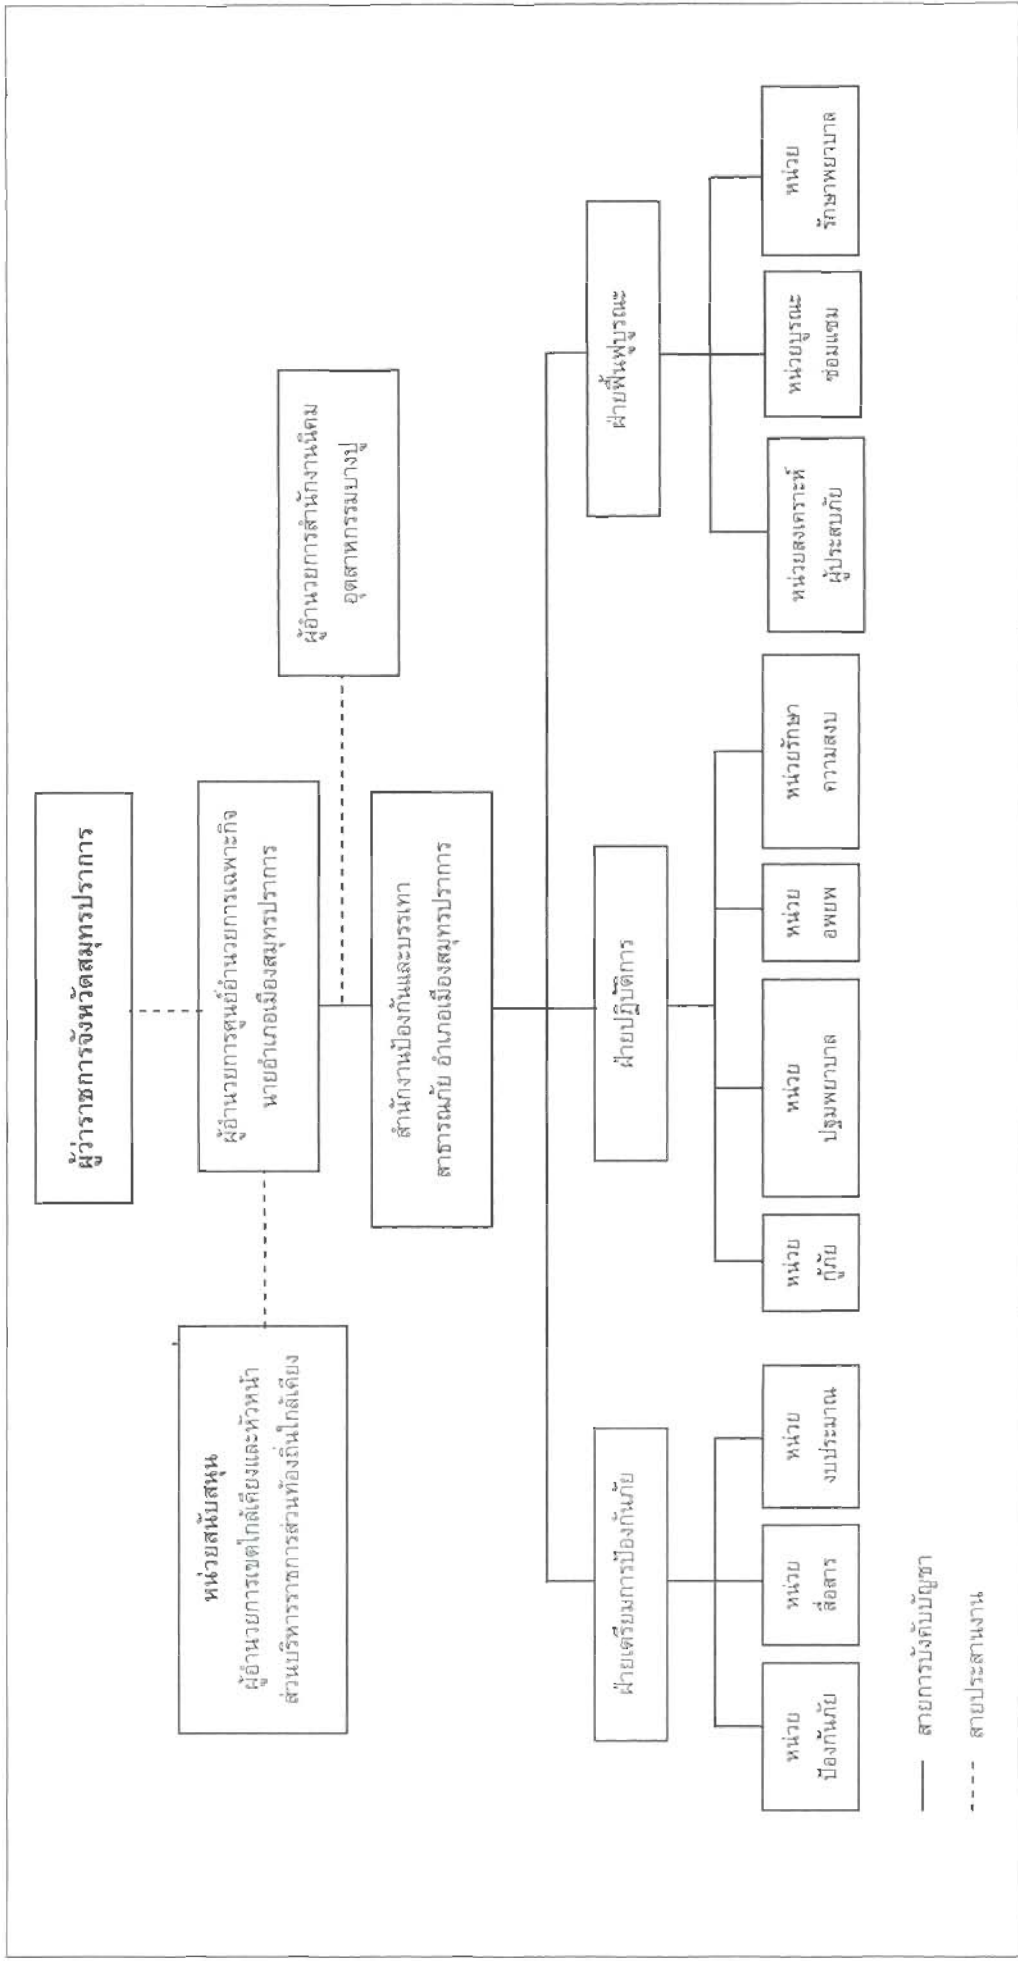 ผู้ว่าราชการจังหวัดสมุทรปราการ
ผู้อำนวยการศูนย์อำนวยการเฉพาะกิจ
นายอำเภอเมืองสมุทรปราการ
หน่วยสนับสนุน
ผู้อำนวยการเขตใกล้เคียงและหัวหน้า
ส่วนบริหารราชการส่วนท้องถิ่นใกล้เคียง
ผู้อำนวยการสำนักงานนิคม
อุตสาหกรรมบางปู
สำนักงานป้องกันและบรรเทา
สาธารณภัย อำเภอเมืองสมุทรปราการ
ฝ่ายเตรียมการป้องกันภัย
ฝ่ายปฏิบัติการ
ฝ่ายฟื้นฟูบูรณะ
หน่วย
ป้องกันภัย
หน่วย
สื่อสาร
หน่วย
งบประมาณ
หน่วย
กู้ภัย
หน่วย
ปฐมพยาบาล
หน่วย
อพยพ
หน่วยรักษา
ความสงบ
หน่วยสงเคราะห์
ผู้ประสบภัย
หน่วยบูรณะ
ซ่อมแซม
หน่วย
รักษาพยาบาล
สายการบังคับบัญชา
สายประสานงาน